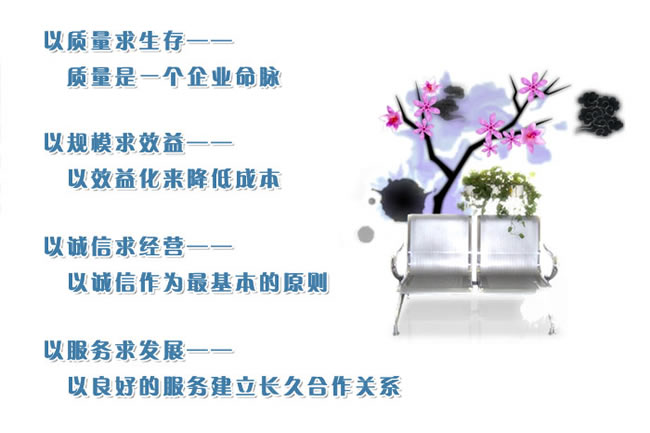 以质量求生存——
质量是一个企业命脉
以规模求效益——
以效益化来降低成本
以诚信求经营——
以诚信作为最基本的原则
以服务求发展——
以良好的服务建立长久合作关系